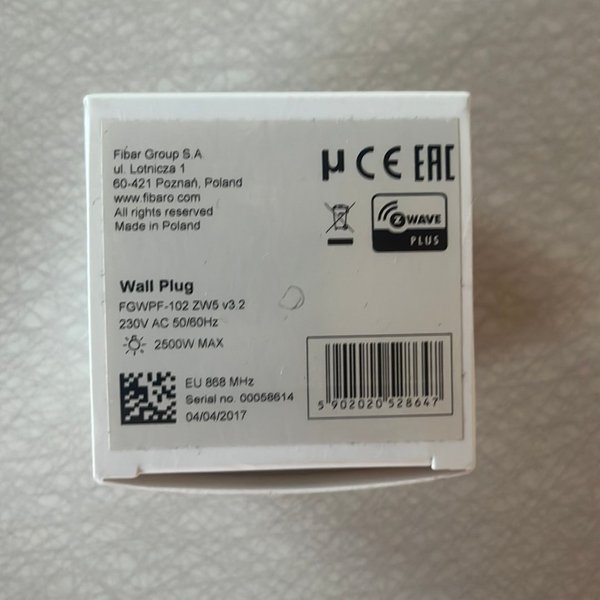 Fibar Group S.A
ul. Lotnicza 1
60-421 Poznań, Poland
www.fibaro.com
All rights reserved
Made in Poland
µ CE EAC
Z WAVE
PLUS
Wall Plug
FGWPF-102 ZW5 v3.2
230V AC 50/60Hz
2500W MAX
EU 868 MHz
Serial no. 00058614
04/04/2017
5 902020 528647